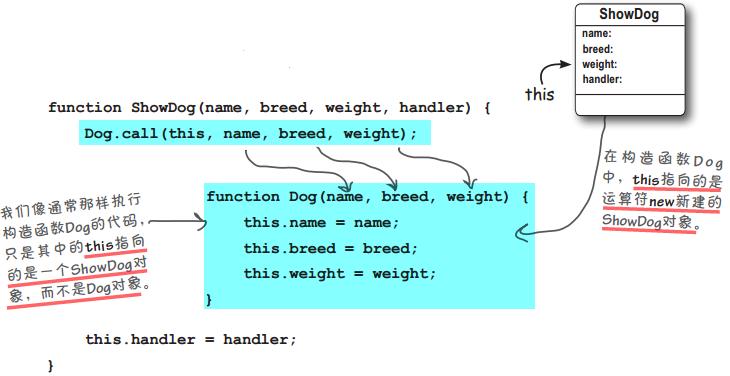 ShowDog
name:
breed:
weight:
handler:
this
function ShowDog(name, breed, weight, handler) {
Dog.call(this, name, breed, weight);
在构造函数Dog
中，this指向的是
运算符new新建的
ShowDog对象。
我们像通常那样执行
构造函数Dog的代码，
只是其中的this指向
的是一个ShowDog对
象，而不是Dog对象。
function Dog(name, breed, weight) {
this.name = name;
this.breed = breed;
this.weight = weight;
}
this.handler = handler;
}